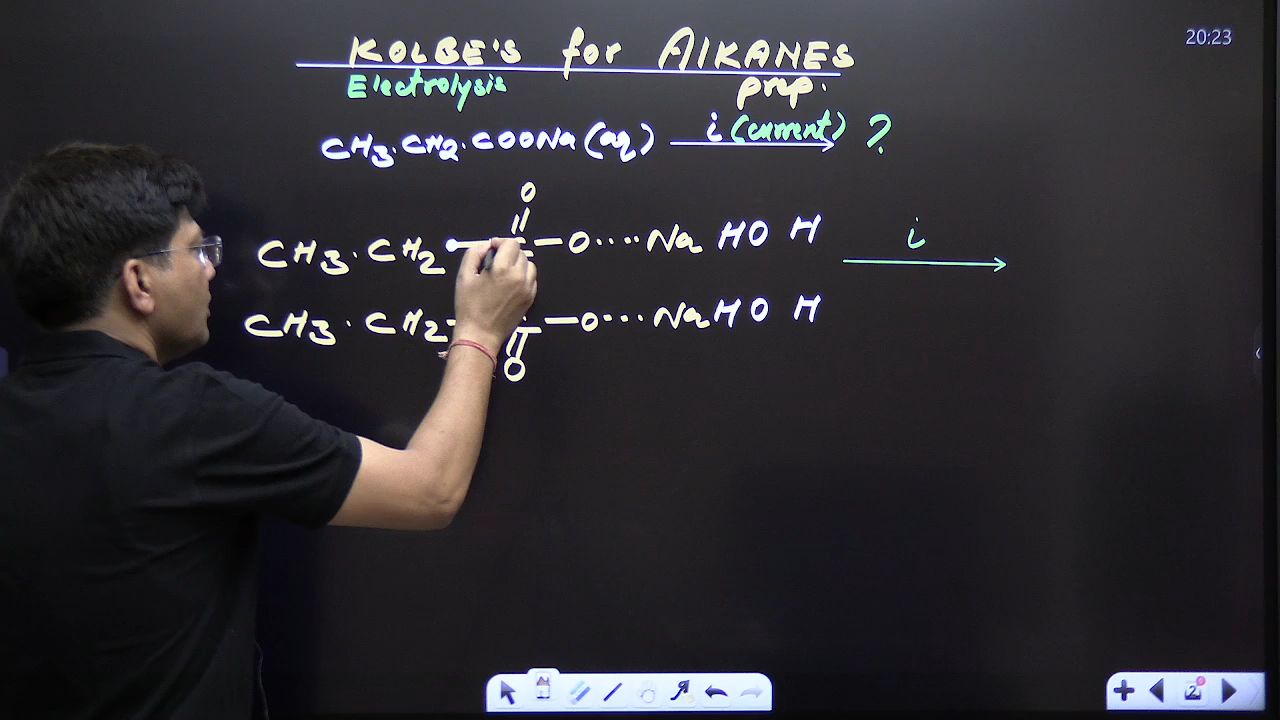 20:23
KOLBE'S for AlKANES
Electrolysis prep.
CH3.CH2.COONa(aq) i (current) ?
O
||
CH3.CH2 — — O....Na HO H i
CH3.CH2 — — O...Na HO H
||
O
2